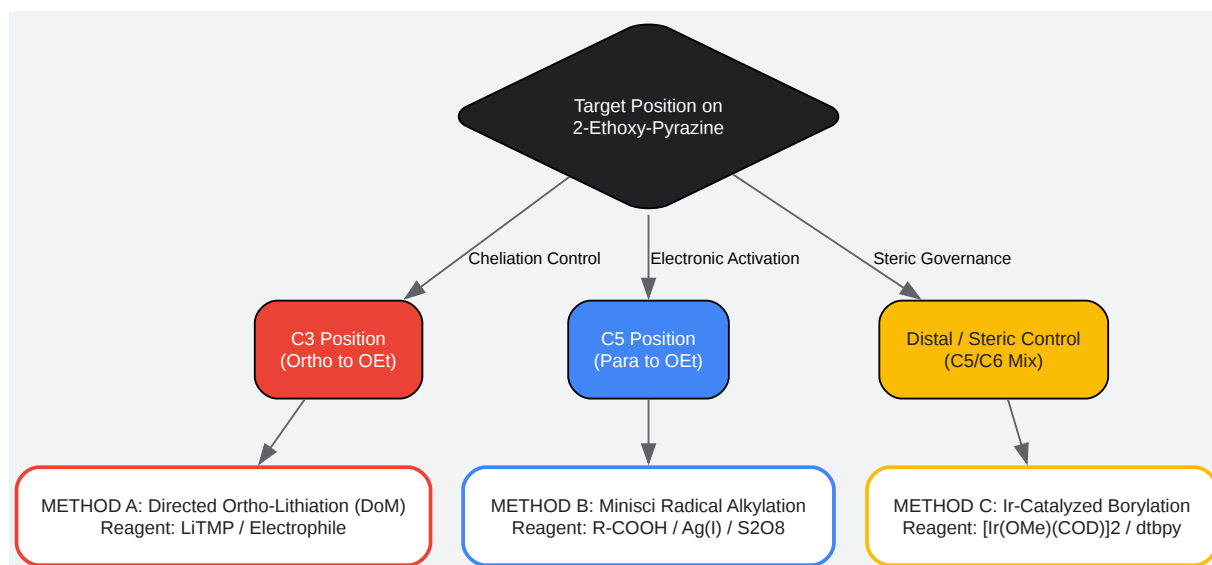 Target Position on
2-Ethoxy-Pyrazine
Cheliation Control
Electronic Activation
Steric Governance
C3 Position
(Ortho to OEt)
C5 Position
(Para to OEt)
Distal / Steric Control
(C5/C6 Mix)
METHOD A: Directed Ortho-Lithiation (DoM)
Reagent: LiTMP / Electrophile
METHOD B: Minisci Radical Alkylation
Reagent: R-COOH / Ag(I) / S2O8
METHOD C: Ir-Catalyzed Borylation
Reagent: [Ir(OMe)(COD)]2 / dtbpy